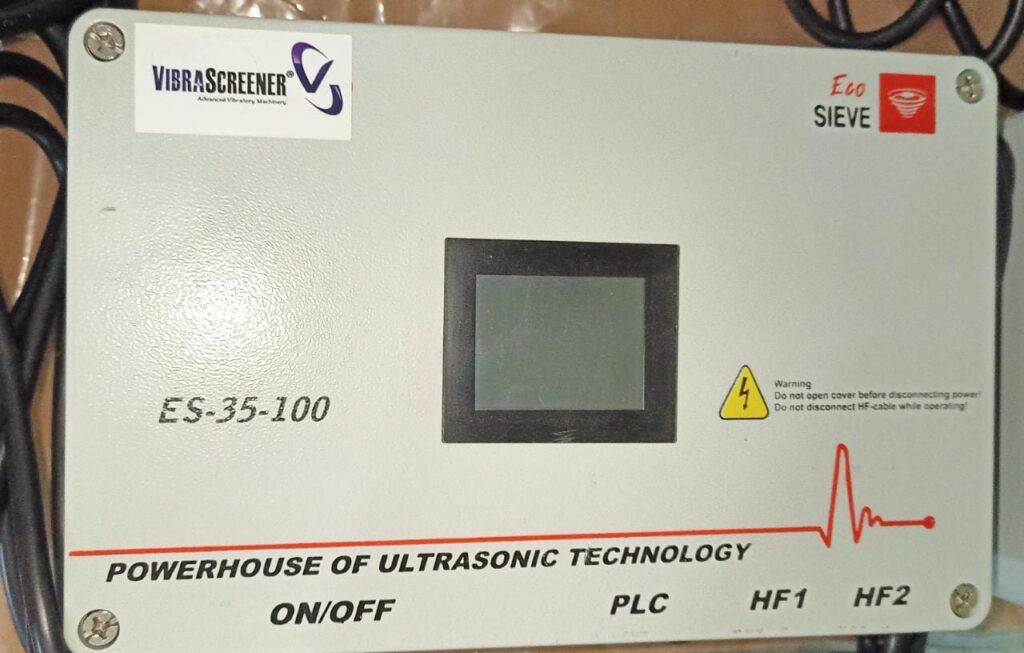 VIBRASCREENER®
Advanced Vibratory Machinery
Eco
SIEVE
ES-35-100
Warning
Do not open cover before disconnecting power!
Do not disconnect HF-cable while operating!
POWERHOUSE OF ULTRASONIC TECHNOLOGY
ON/OFF
PLC
HF1
HF2